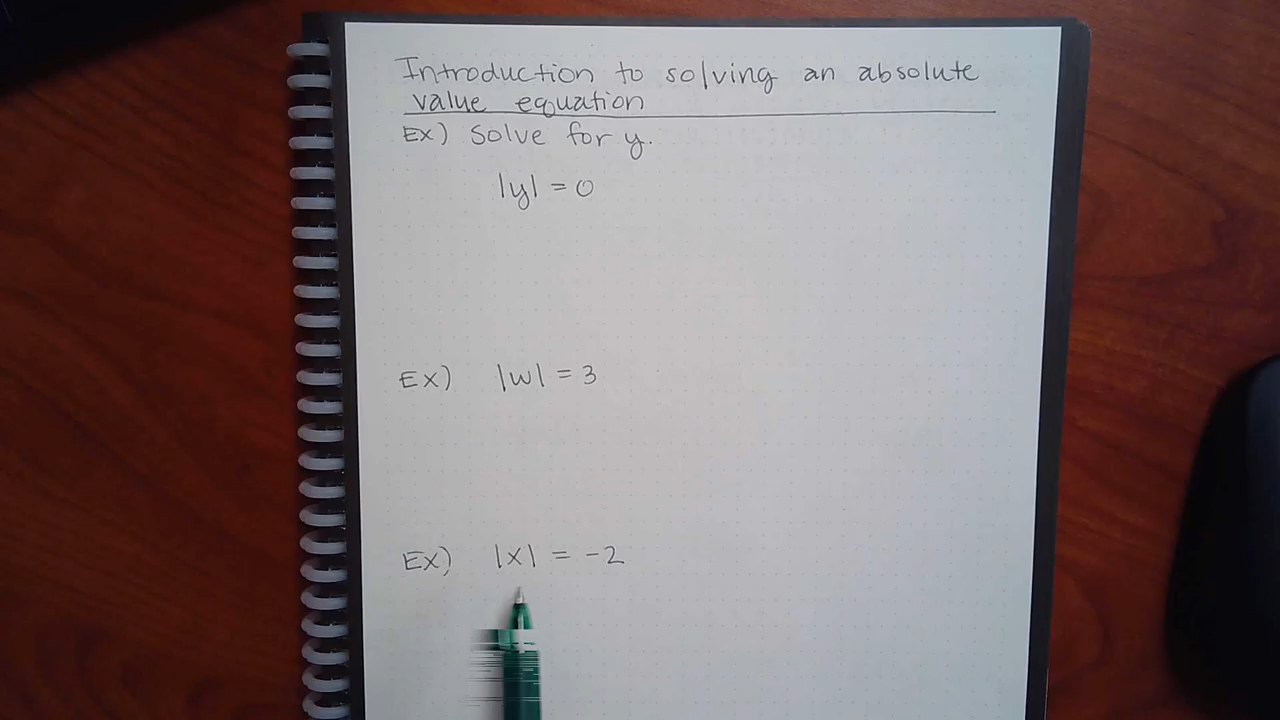 Introduction to solving an absolute
value equation
Ex) Solve for y.
|y| = 0
Ex) |w| = 3
Ex) |x| = -2